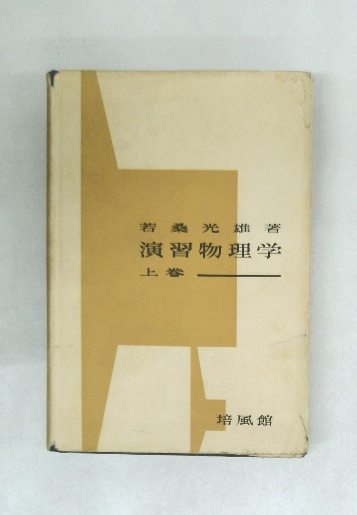 若桑光雄著
演習物理学
上巻
培風館